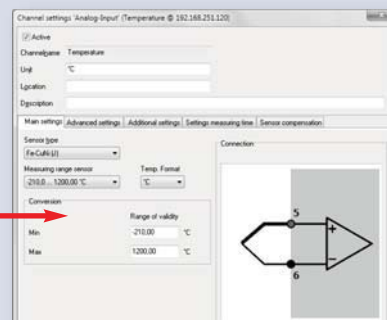 Channel settings 'Analog-Input' (Temperature @ 192.168.251.120)
Active
Channelname Temperature
Unit °C
Location
Description
Main settings Advanced settings Additional settings Settings measuring time Sensor compensation
Sensor type
Fe-CuNi (J)
Measuring range sensor Temp. Format
-210,0 ... 1200,00 °C °C
Conversion
Range of validity
Min -210,00 °C
Max 1200,00 °C
Connection
5
+
−
6